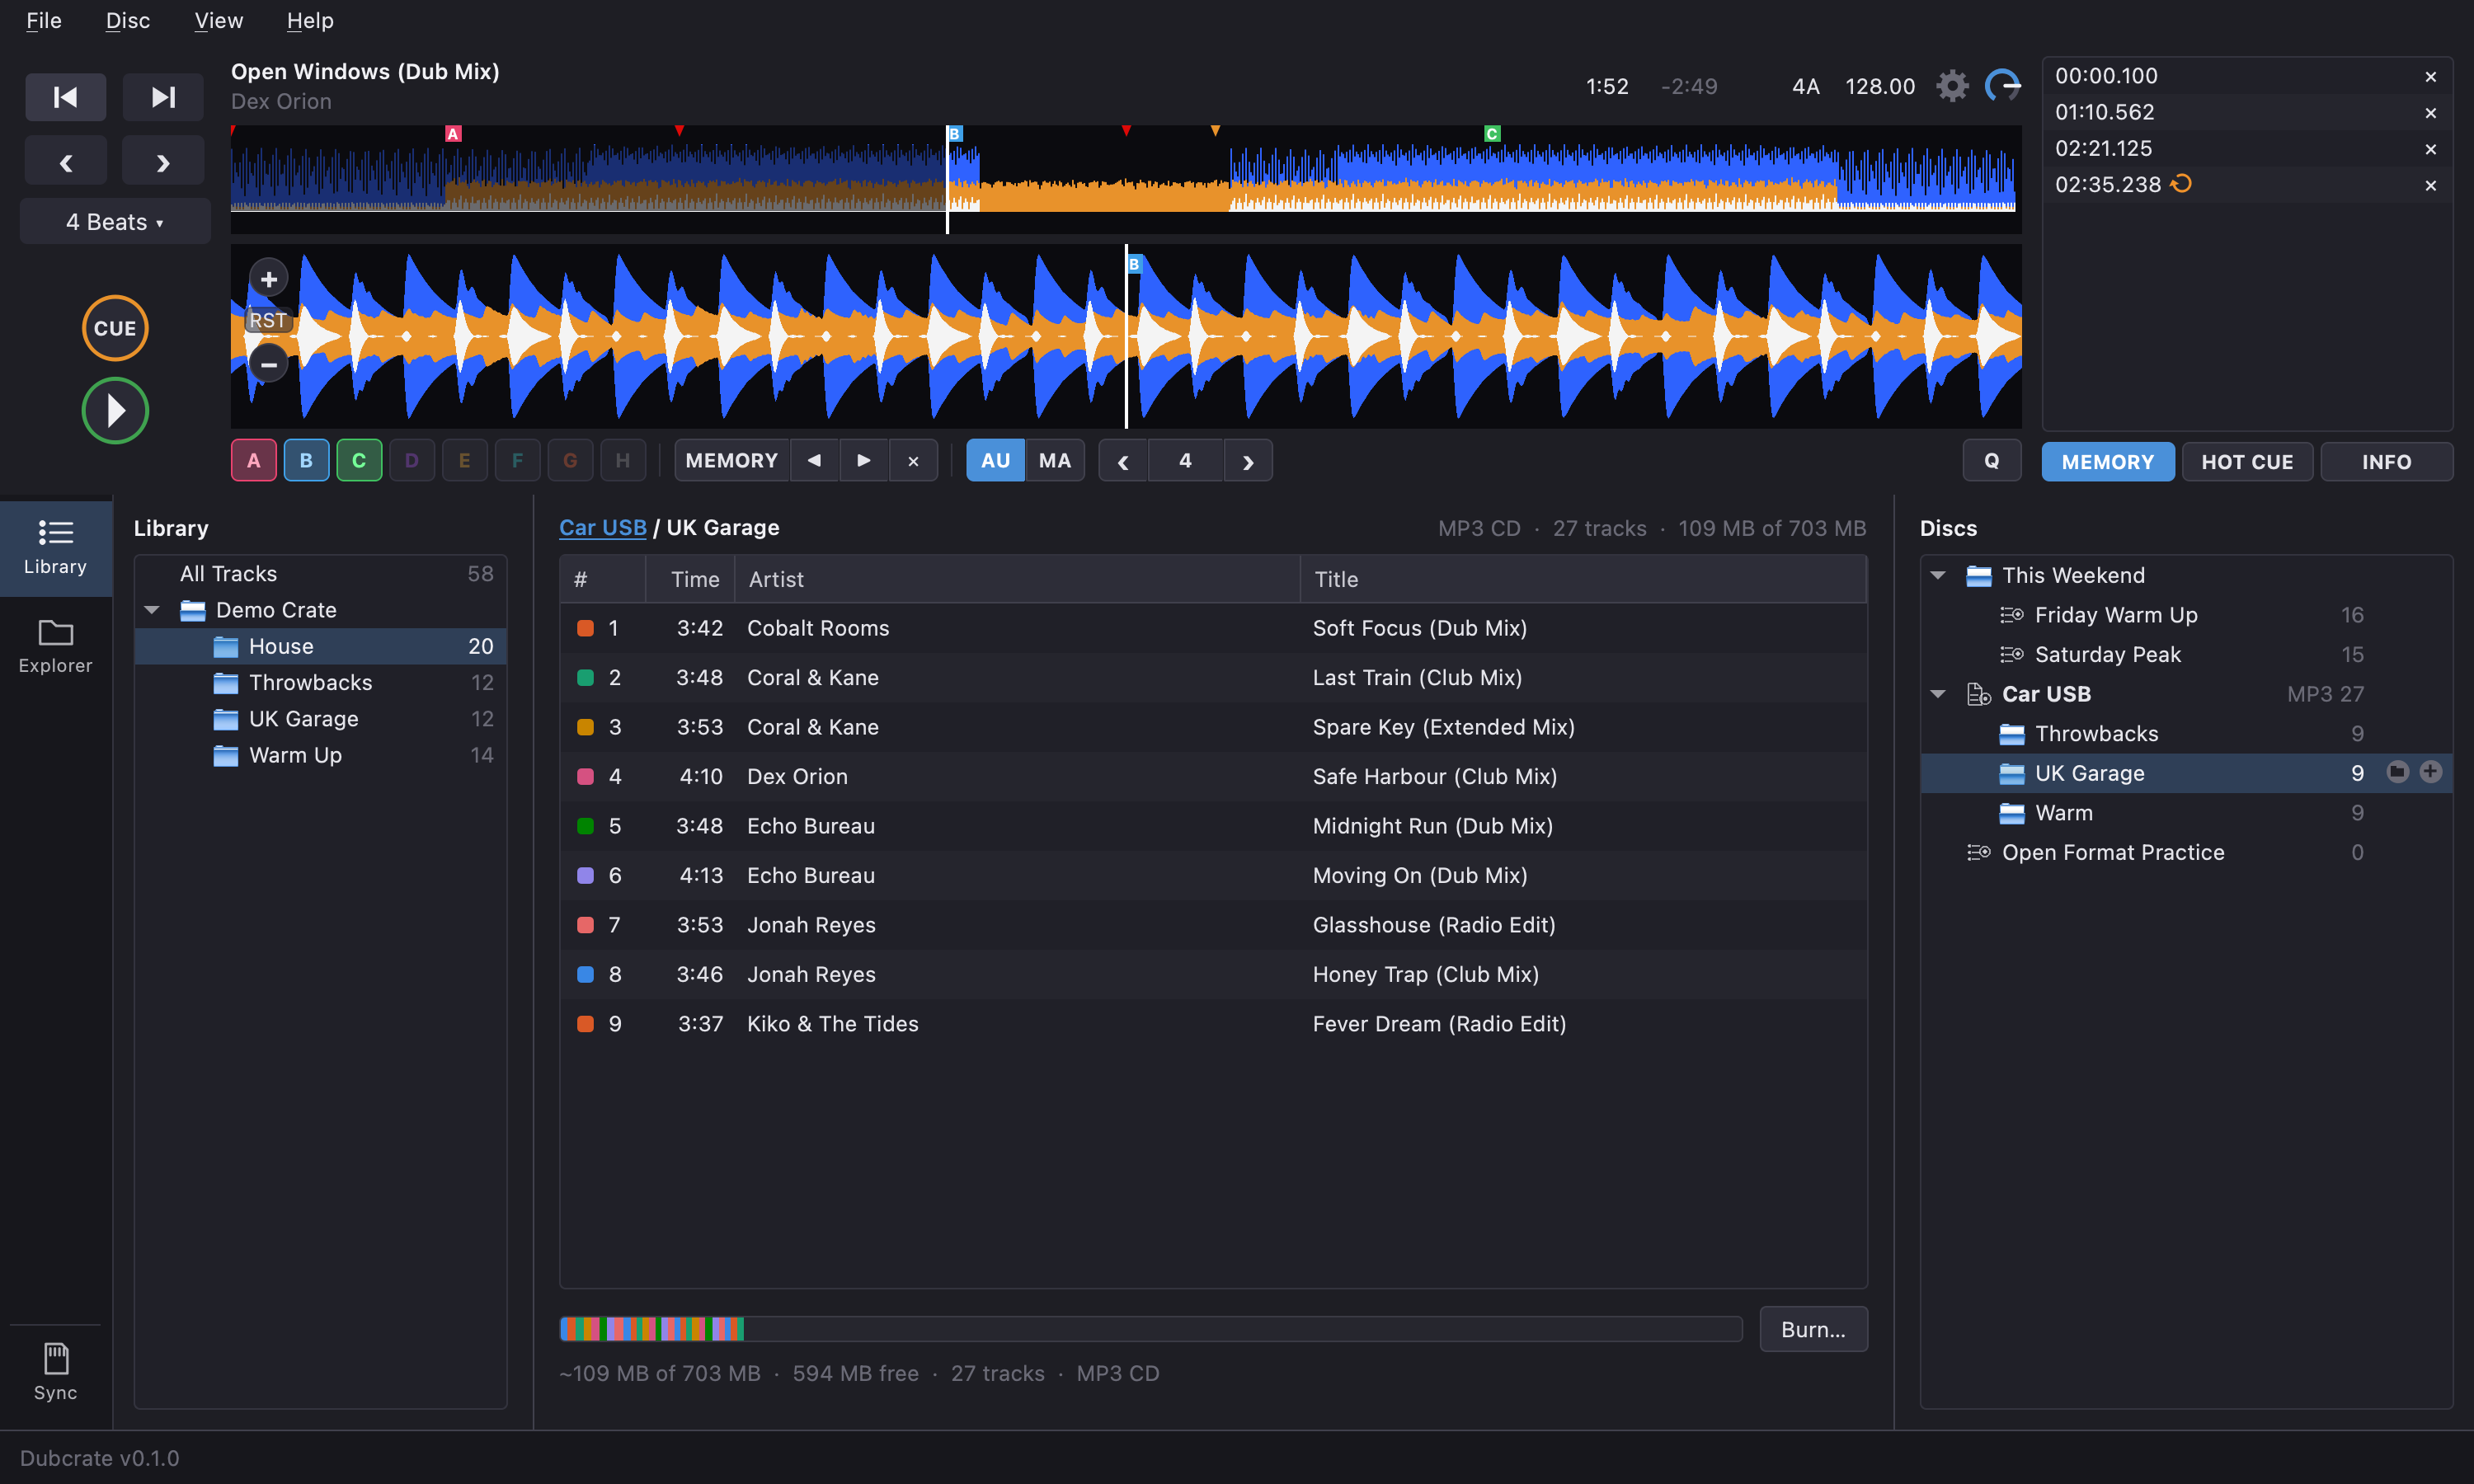 File Disc View Help
Open Windows (Dub Mix)
Dex Orion
1:52 -2:49 4A 128.00
00:00.100 ×
01:10.562 ×
02:21.125 ×
02:35.238 ×
4 Beats ▾
A B C
CUE
+
RST
−
B
A B C D E F G H MEMORY ◀ ▶ × AU MA ‹ 4 › Q
MEMORY HOT CUE INFO
Library
Explorer
Sync
Library
All Tracks 58
Demo Crate
House 20
Throwbacks 12
UK Garage 12
Warm Up 14
Car USB / UK Garage
MP3 CD · 27 tracks · 109 MB of 703 MB
# Time Artist Title
1 3:42 Cobalt Rooms Soft Focus (Dub Mix)
2 3:48 Coral & Kane Last Train (Club Mix)
3 3:53 Coral & Kane Spare Key (Extended Mix)
4 4:10 Dex Orion Safe Harbour (Club Mix)
5 3:48 Echo Bureau Midnight Run (Dub Mix)
6 4:13 Echo Bureau Moving On (Dub Mix)
7 3:53 Jonah Reyes Glasshouse (Radio Edit)
8 3:46 Jonah Reyes Honey Trap (Club Mix)
9 3:37 Kiko & The Tides Fever Dream (Radio Edit)
Burn...
~109 MB of 703 MB · 594 MB free · 27 tracks · MP3 CD
Discs
This Weekend
Friday Warm Up 16
Saturday Peak 15
Car USB MP3 27
Throwbacks 9
UK Garage 9
Warm 9
Open Format Practice 0
Dubcrate v0.1.0